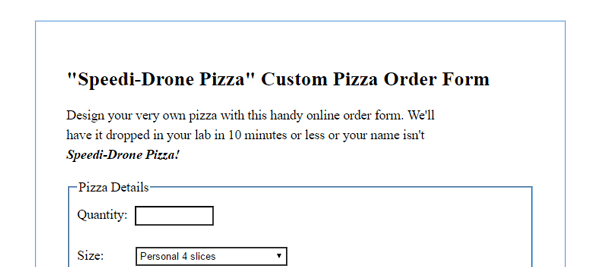 "Speedi-Drone Pizza" Custom Pizza Order Form
Design your very own pizza with this handy online order form. We'll
have it dropped in your lab in 10 minutes or less or your name isn't
Speedi-Drone Pizza!
Pizza Details
Quantity:
Size: Personal 4 slices